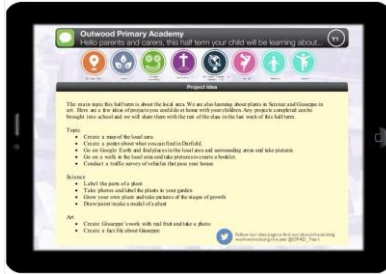 Outwood Primary Academy
Hello parents and carers, this half term your child will be learning about...
Y1
Project Idea
The main topic this half term is about the local area. We are also learning about plants in Science and Giuseppe in
art. Here are a few ideas of projects you could do at home with your children. Any projects completed can be
brought into school and we will share them with the rest of the class in the last week of this half term.
Topic
• Create a map of the local area
• Create a poster about what you can find in Darfield.
• Go on Google Earth and find places in the local area and surrounding areas and take pictures
• Go on a walk in the local area and take pictures to create a booklet.
• Conduct a traffic survey of vehicles that pass your house.
Science
• Label the parts of a plant
• Take photos and label the plants in your garden
• Grow your own plant and take pictures of the stages of growth
• Draw/paint/make a model of a plant
Art
• Create Giuseppe's work with real fruit and take a photo
• Create a fact file about Giuseppe